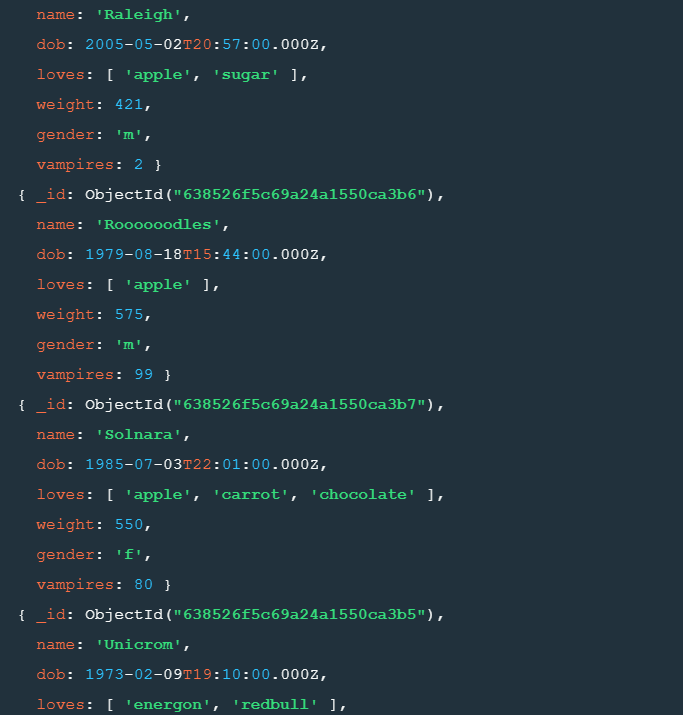 name: 'Raleigh',
dob: 2005-05-02T20:57:00.000Z,
loves: [ 'apple', 'sugar' ],
weight: 421,
gender: 'm',
vampires: 2 }
{ _id: ObjectId("638526f5c69a24a1550ca3b6"),
name: 'Roooooodles',
dob: 1979-08-18T15:44:00.000Z,
loves: [ 'apple' ],
weight: 575,
gender: 'm',
vampires: 99 }
{ _id: ObjectId("638526f5c69a24a1550ca3b7"),
name: 'Solnara',
dob: 1985-07-03T22:01:00.000Z,
loves: [ 'apple', 'carrot', 'chocolate' ],
weight: 550,
gender: 'f',
vampires: 80 }
{ _id: ObjectId("638526f5c69a24a1550ca3b5"),
name: 'Unicrom',
dob: 1973-02-09T19:10:00.000Z,
loves: [ 'energon', 'redbull' ],